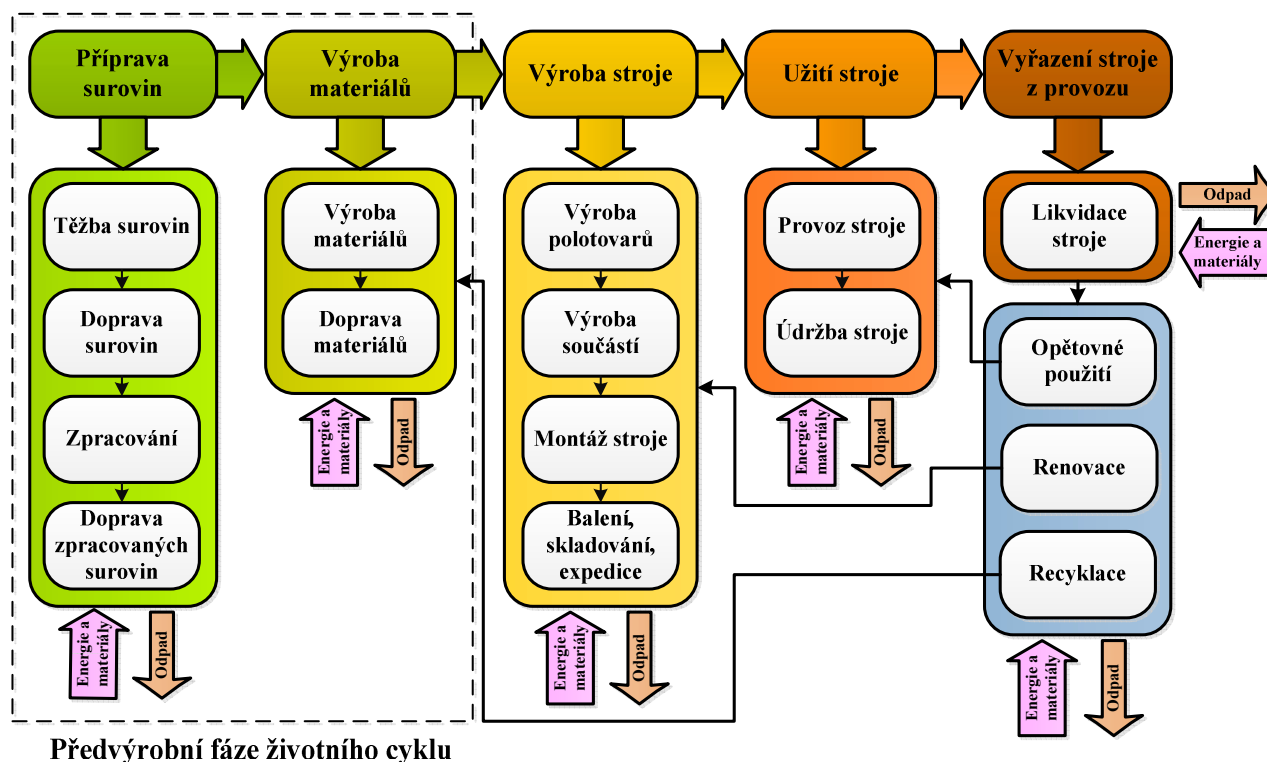 Příprava
surovin
Výroba
materiálů
Výroba stroje
Užití stroje
Vyřazení stroje
z provozu
Těžba surovin
Doprava
surovin
Zpracování
Doprava
zpracovaných
surovin
Energie a
materiály
Odpad
Výroba
materiálů
Doprava
materiálů
Energie a
materiály
Odpad
Výroba
polotovarů
Výroba
součástí
Montáž stroje
Balení,
skladování,
expedice
Energie a
materiály
Odpad
Provoz stroje
Údržba stroje
Energie a
materiály
Odpad
Likvidace
stroje
Odpad
Energie a
materiály
Opětovné
použití
Renovace
Recyklace
Energie a
materiály
Odpad
Předvýrobní fáze životního cyklu